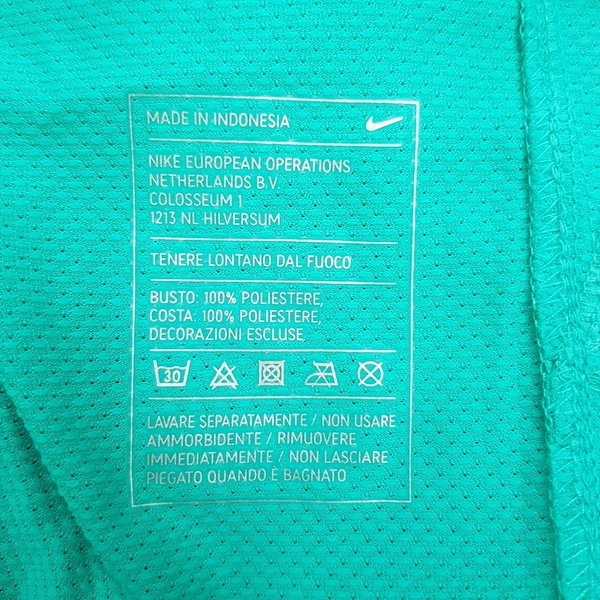 MADE IN INDONESIA
NIKE EUROPEAN OPERATIONS
NETHERLANDS B.V.
COLOSSEUM 1
1213 NL HILVERSUM
TENERE LONTANO DAL FUOCO
BUSTO: 100% POLIESTERE,
COSTA: 100% POLIESTERE,
DECORAZIONI ESCLUSE
30
LAVARE SEPARATAMENTE / NON USARE
AMMORBIDENTE / RIMUOVERE
IMMEDIATAMENTE / NON LASCIARE
PIEGATO QUANDO È BAGNATO